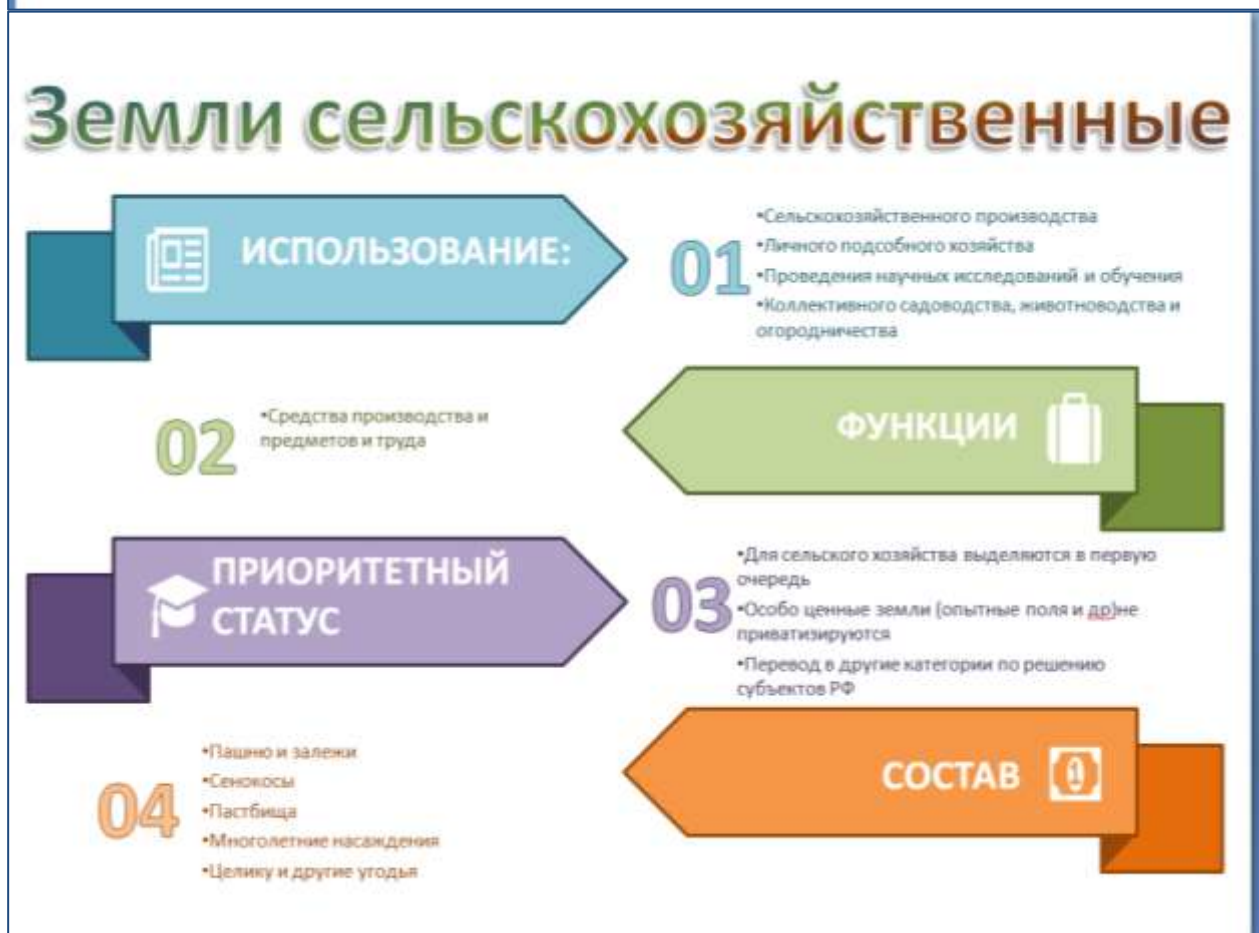 Земли сельскохозяйственные
ИСПОЛЬЗОВАНИЕ:
01
•Сельскохозяйственного производства
•Личного подсобного хозяйства
•Проведения научных исследований и обучения
•Коллективного садоводства, животноводства и
огородничества
ФУНКЦИИ
02
•Средства производства и
предметов и труда
ПРИОРИТЕТНЫЙ
СТАТУС
03
•Для сельского хозяйства выделяются в первую
очередь
•Особо ценные земли (опытные поля и др)не
приватизируются
•Перевод в другие категории по решению
субъектов РФ
СОСТАВ
04
•Пашню и залежи
•Сенокосы
•Пастбища
•Многолетние насаждения
•Целику и другие угодья